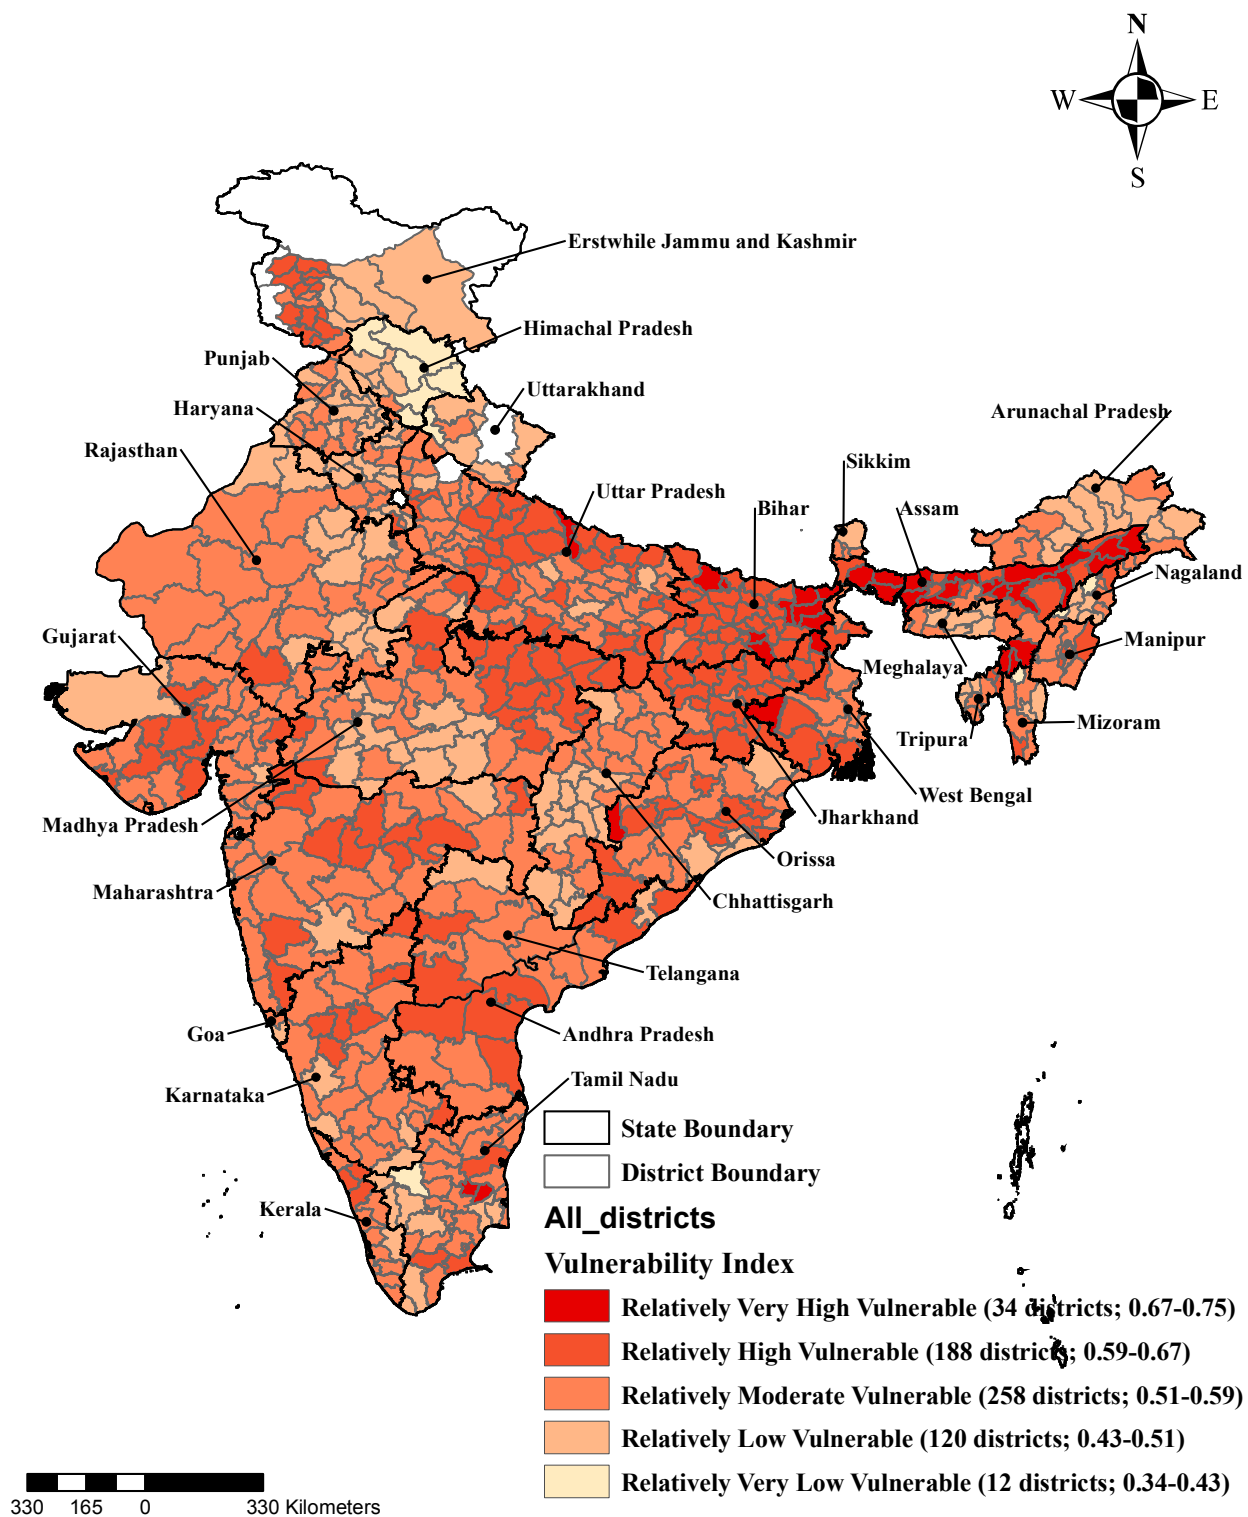 N
W E
S
Erstwhile Jammu and Kashmir
Himachal Pradesh
Punjab
Uttarakhand
Haryana
Arunachal Pradesh
Rajasthan
Sikkim
Uttar Pradesh
Bihar
Assam
Nagaland
Gujarat
Manipur
Meghalaya
Mizoram
Tripura
West Bengal
Madhya Pradesh
Jharkhand
Orissa
Maharashtra
Chhattisgarh
Telangana
Goa
Andhra Pradesh
Tamil Nadu
Karnataka
State Boundary
District Boundary
Kerala
All_districts
Vulnerability Index
Relatively Very High Vulnerable (34 districts; 0.67-0.75)
Relatively High Vulnerable (188 districts; 0.59-0.67)
Relatively Moderate Vulnerable (258 districts; 0.51-0.59)
Relatively Low Vulnerable (120 districts; 0.43-0.51)
Relatively Very Low Vulnerable (12 districts; 0.34-0.43)
330 165 0 330 Kilometers